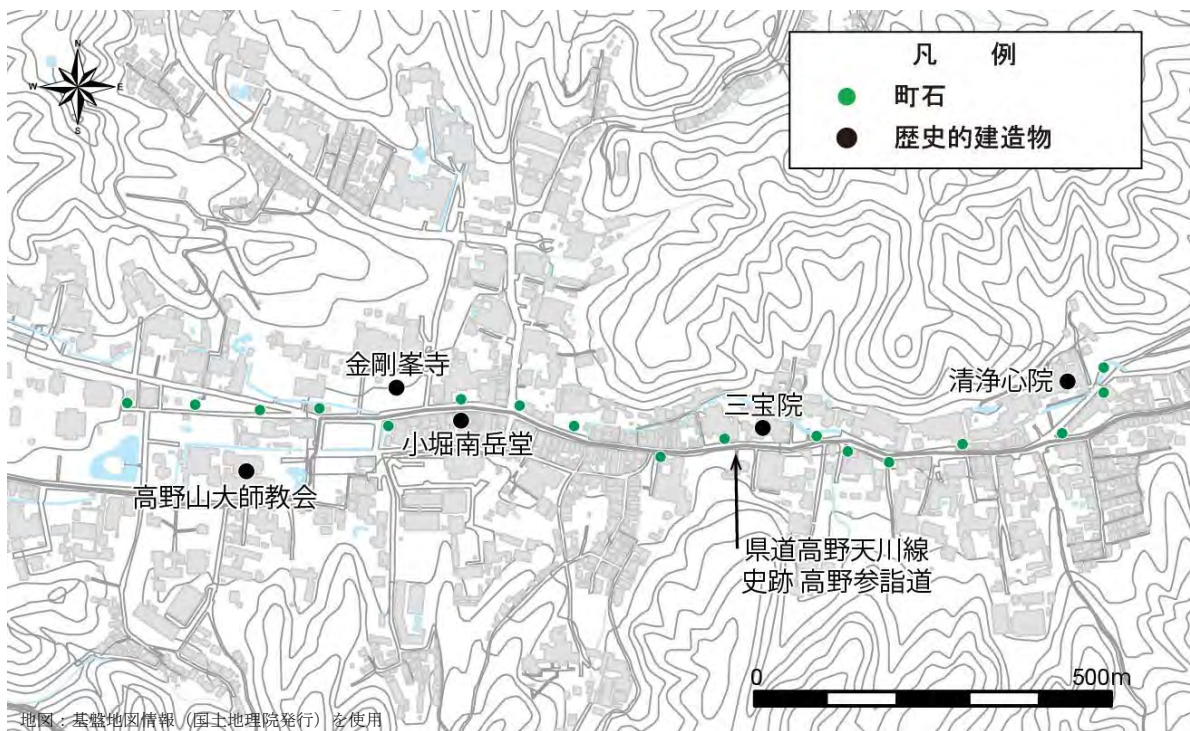 N
W
E
S
凡 例
町石
歴史的建造物
金剛峯寺
清浄心院
三宝院
小堀南岳堂
高野山大師教会
県道高野天川線
史跡 高野参詣道
0
500m
地図：基盤地図情報（国土地理院発行）を使用